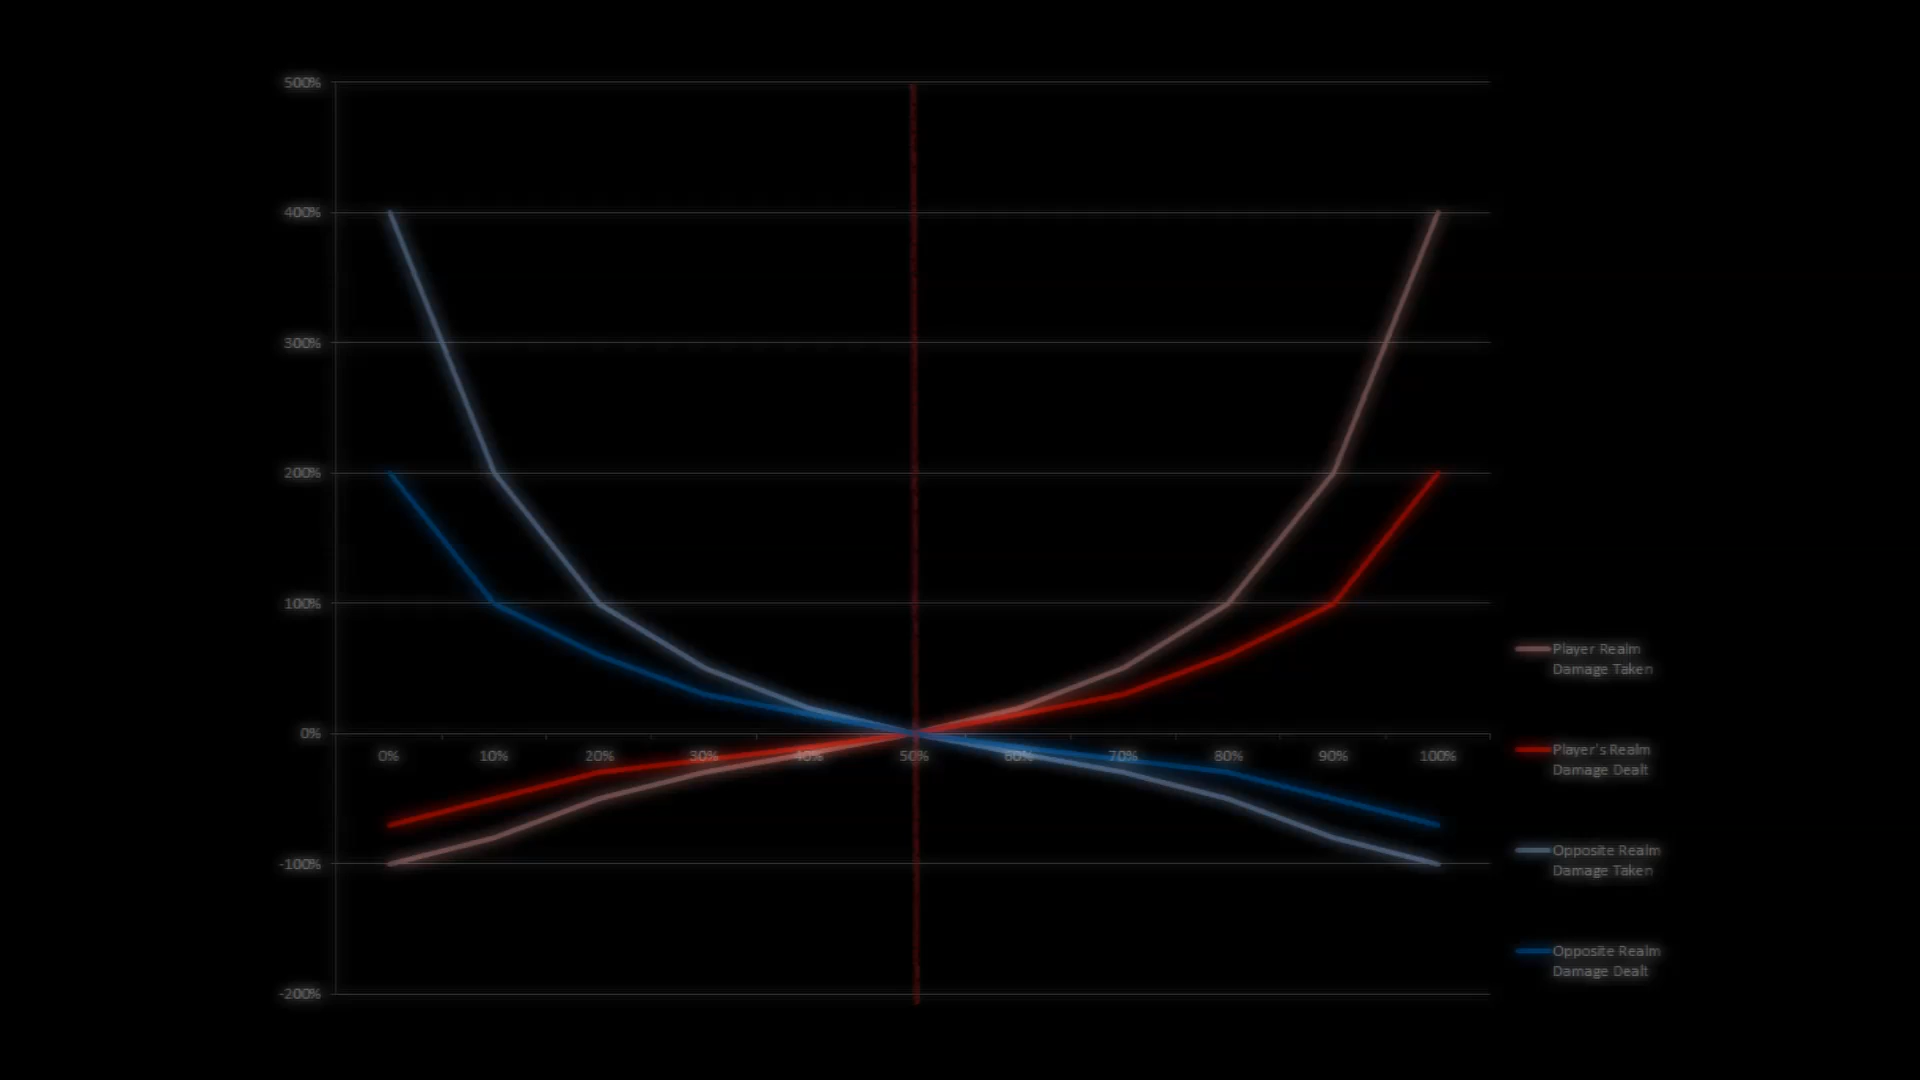 500%
400%
300%
200%
100%
0%
-100%
-200%
0% 10% 20% 30% 40% 50% 60% 70% 80% 90% 100%
Player Realm
Damage Taken
Player's Realm
Damage Dealt
Opposite Realm
Damage Taken
Opposite Realm
Damage Dealt